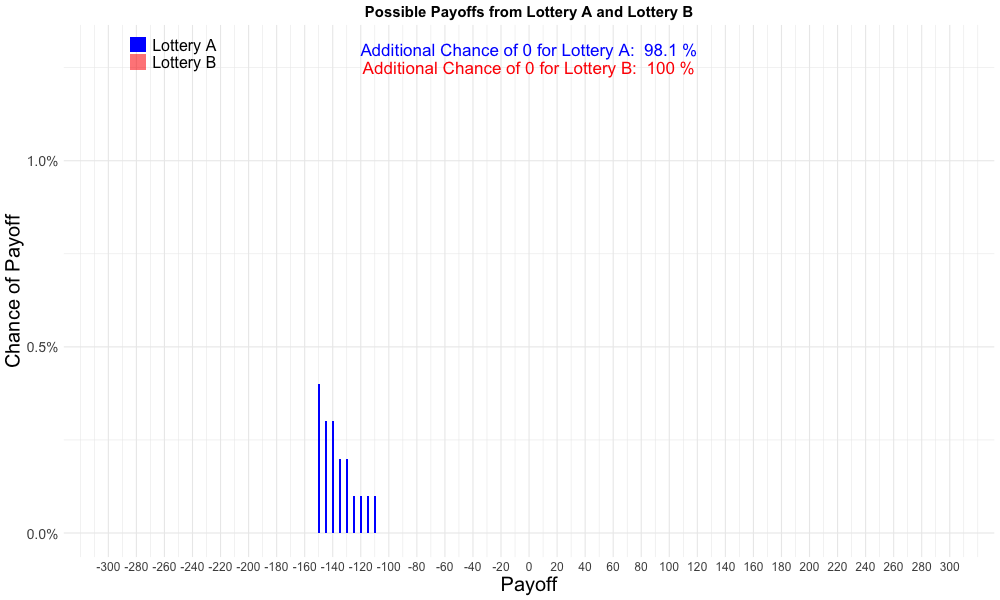 Possible Payoffs from Lottery A and Lottery B
Lottery A
Lottery B
Additional Chance of 0 for Lottery A: 98.1 %
Additional Chance of 0 for Lottery B: 100 %
Chance of Payoff
1.0%
0.5%
0.0%
-300 -280 -260 -240 -220 -200 -180 -160 -140 -120 -100 -80 -60 -40 -20 0 20 40 60 80 100 120 140 160 180 200 220 240 260 280 300
Payoff